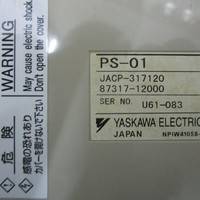 WARNING
May cause electric shock.
Don't open the cover.
危険
感電の恐れあり
カバーを開けないで下さい
PS-01
JACP-317120
87317-12000
SER NO. U61-083
YASKAWA ELECTRIC
JAPAN NPIW41058-